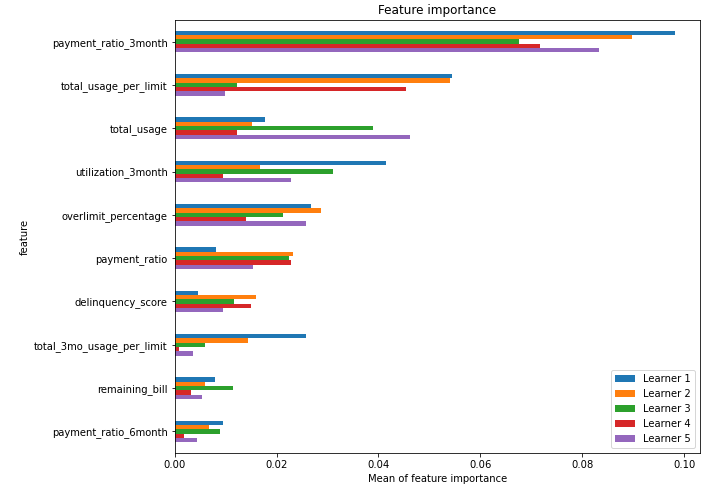 Feature importance
payment_ratio_3month
total_usage_per_limit
total_usage
utilization_3month
overlimit_percentage
payment_ratio
delinquency_score
total_3mo_usage_per_limit
remaining_bill
payment_ratio_6month
feature
Learner 1
Learner 2
Learner 3
Learner 4
Learner 5
0.00 0.02 0.04 0.06 0.08 0.10
Mean of feature importance